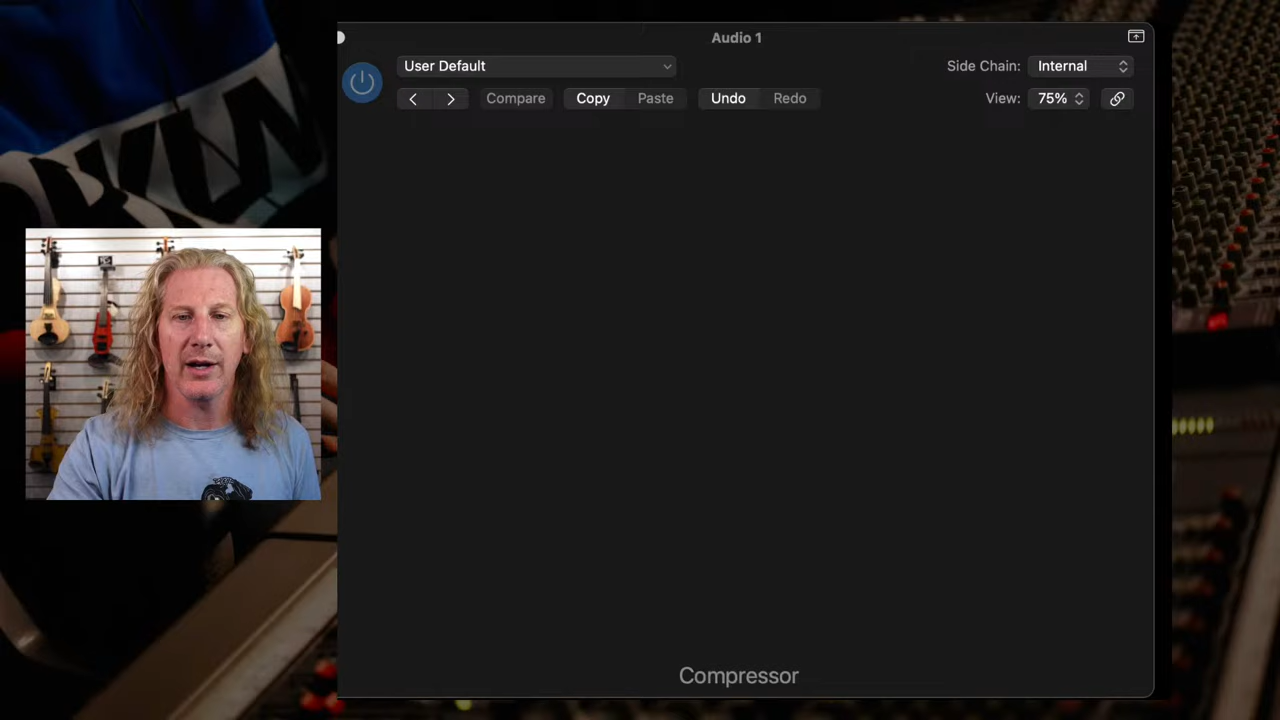 Audio 1
User Default
Side Chain: Internal
Compare Copy Paste Undo Redo
View: 75%
Compressor